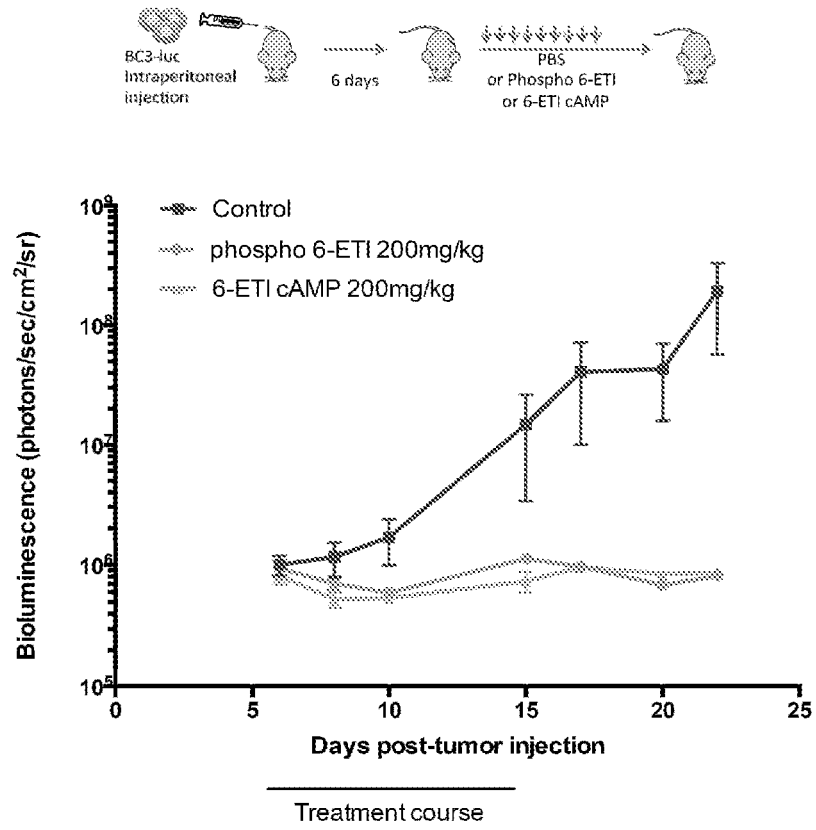 BC3-luc
Intraperitoneal
injection
6 days
PBS
or Phospho 6-ETI
or 6-ETI cAMP
Control
phospho 6-ETI 200mg/kg
6-ETI cAMP 200mg/kg
Bioluminescence (photons/sec/cm²/sr)
10⁹
10⁸
10⁷
10⁶
10⁵
0 5 10 15 20 25
Days post-tumor injection
Treatment course